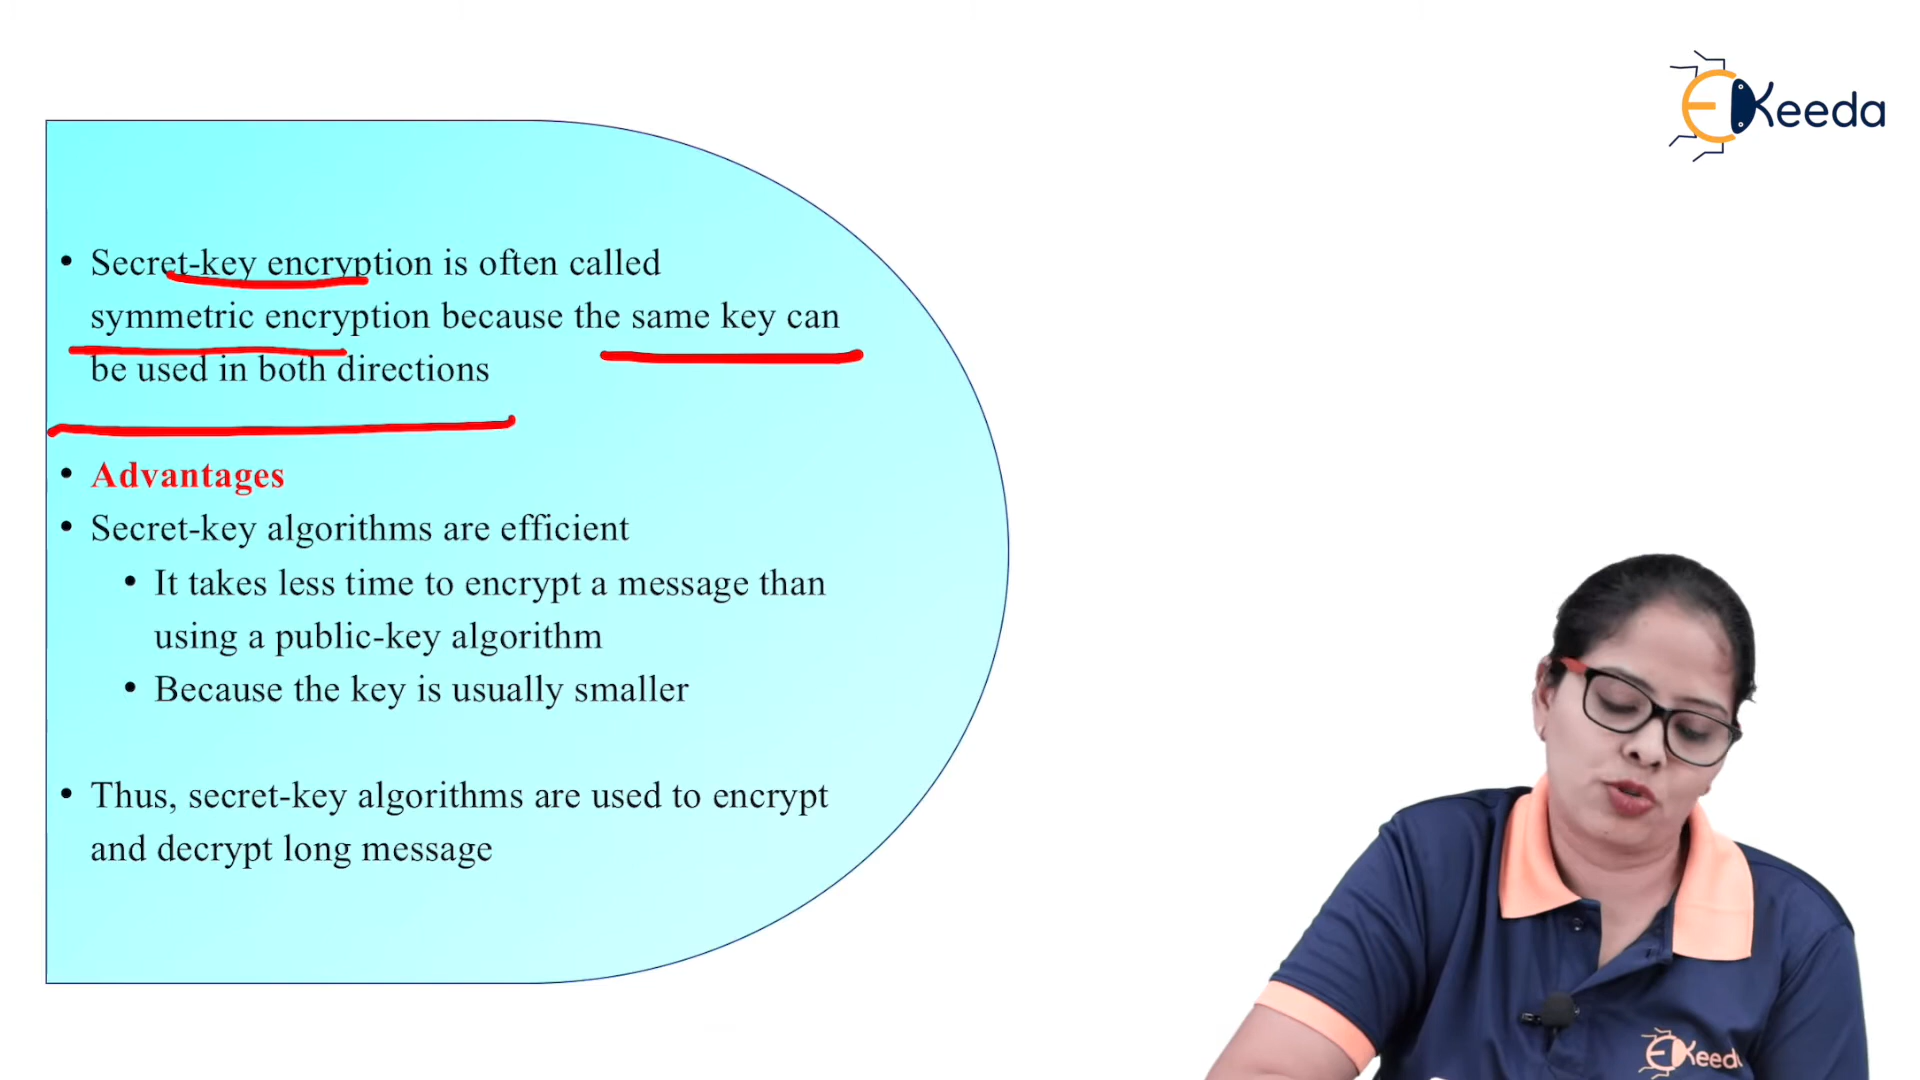 EKeeda
• Secret-key encryption is often called
symmetric encryption because the same key can
be used in both directions
• Advantages
• Secret-key algorithms are efficient
• It takes less time to encrypt a message than
using a public-key algorithm
• Because the key is usually smaller
• Thus, secret-key algorithms are used to encrypt
and decrypt long message
EKeeda